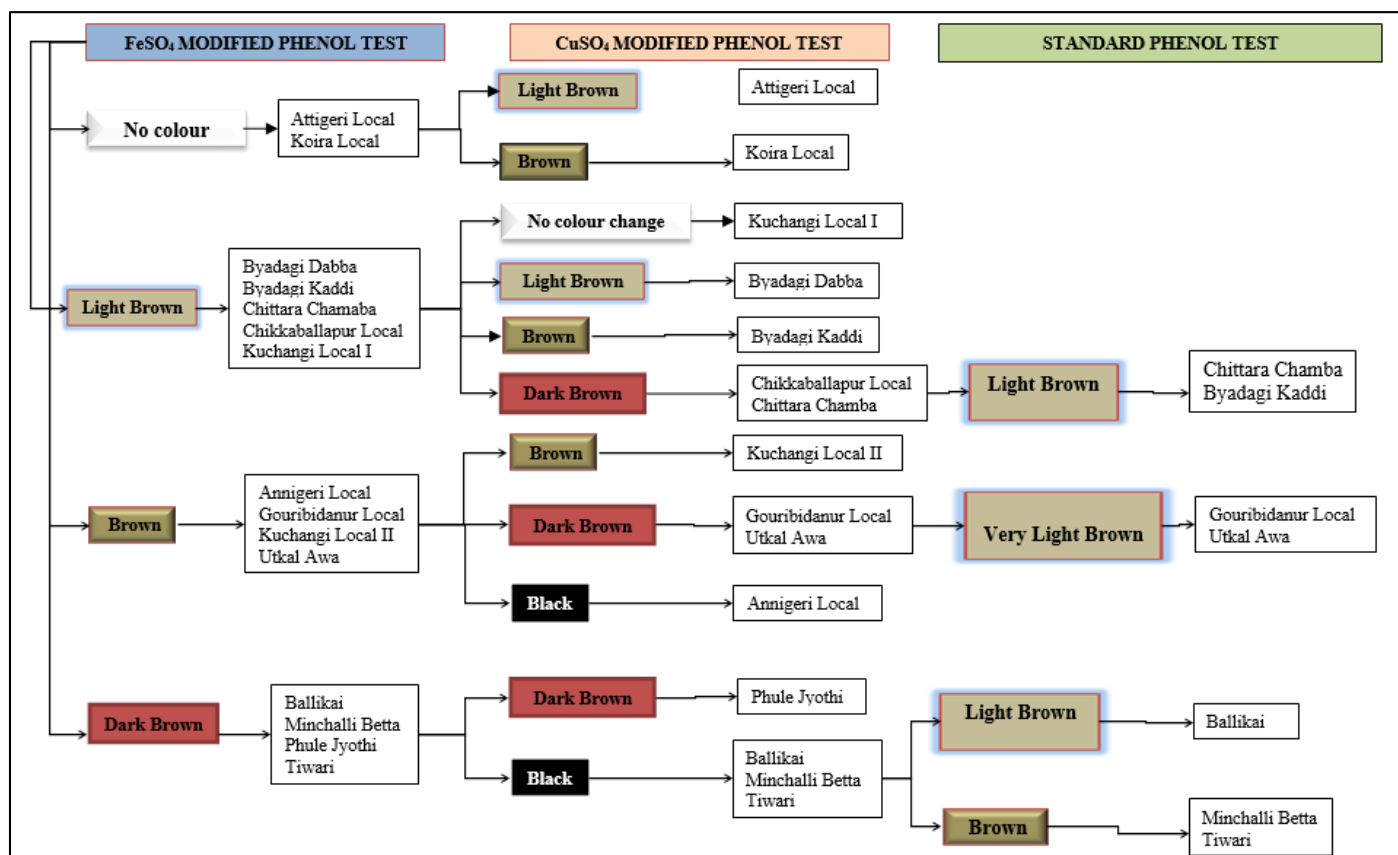 FeSO₄ MODIFIED PHENOL TEST
CuSO₄ MODIFIED PHENOL TEST
STANDARD PHENOL TEST
No colour
Attigeri Local
Koira Local
Light Brown
Attigeri Local
Brown
Koira Local
Light Brown
Byadagi Dabba
Byadagi Kaddi
Chittara Chamaba
Chikkaballapur Local
Kuchangi Local I
No colour change
Kuchangi Local I
Light Brown
Byadagi Dabba
Brown
Byadagi Kaddi
Dark Brown
Chikkaballapur Local
Chittara Chamba
Light Brown
Chittara Chamba
Byadagi Kaddi
Brown
Annigeri Local
Gouribidanur Local
Kuchangi Local II
Utkal Awa
Brown
Kuchangi Local II
Dark Brown
Gouribidanur Local
Utkal Awa
Very Light Brown
Gouribidanur Local
Utkal Awa
Black
Annigeri Local
Dark Brown
Ballikai
Minchalli Betta
Phule Jyothi
Tiwari
Dark Brown
Phule Jyothi
Black
Ballikai
Minchalli Betta
Tiwari
Light Brown
Ballikai
Brown
Minchalli Betta
Tiwari